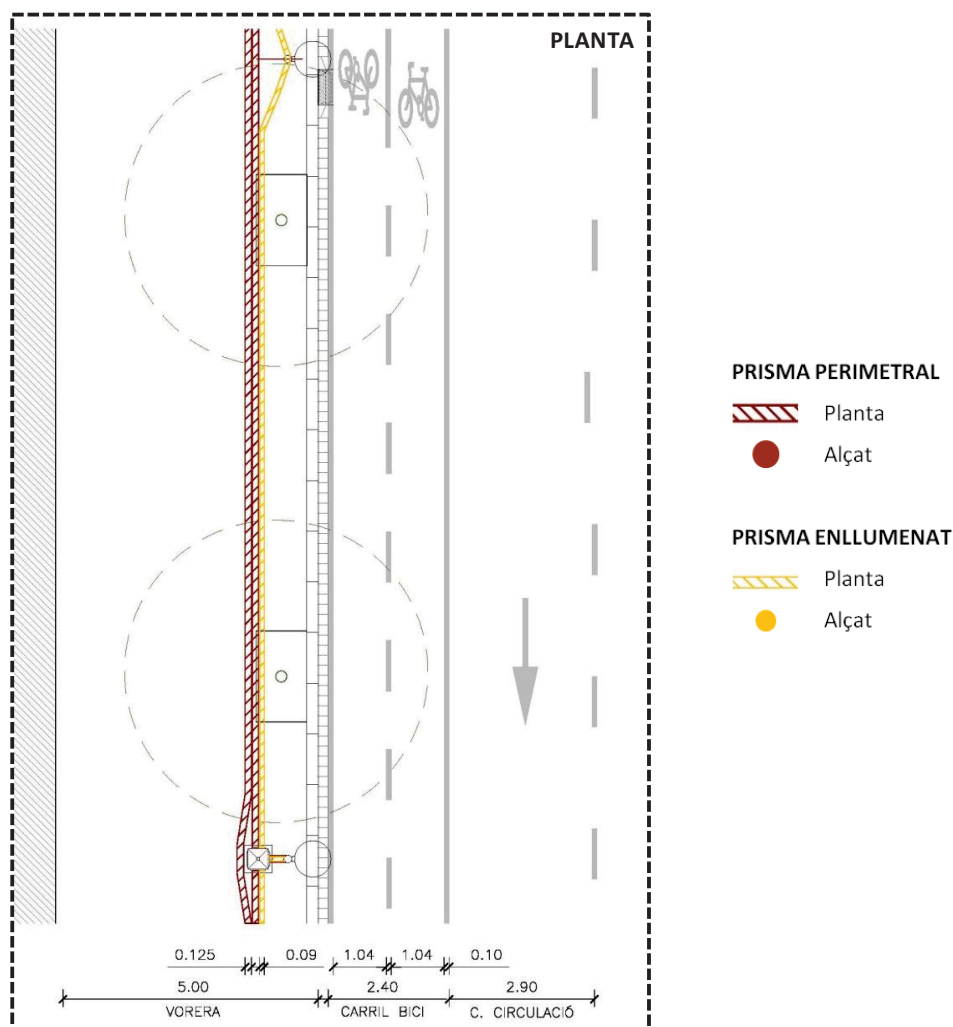 PLANTA
PRISMA PERIMETRAL
Planta
Alçat
PRISMA ENLLUMENAT
Planta
Alçat
0.125 0.09 1.04 1.04 0.10
5.00 2.40 2.90
VORERA CARRIL BICI C. CIRCULACIÓ